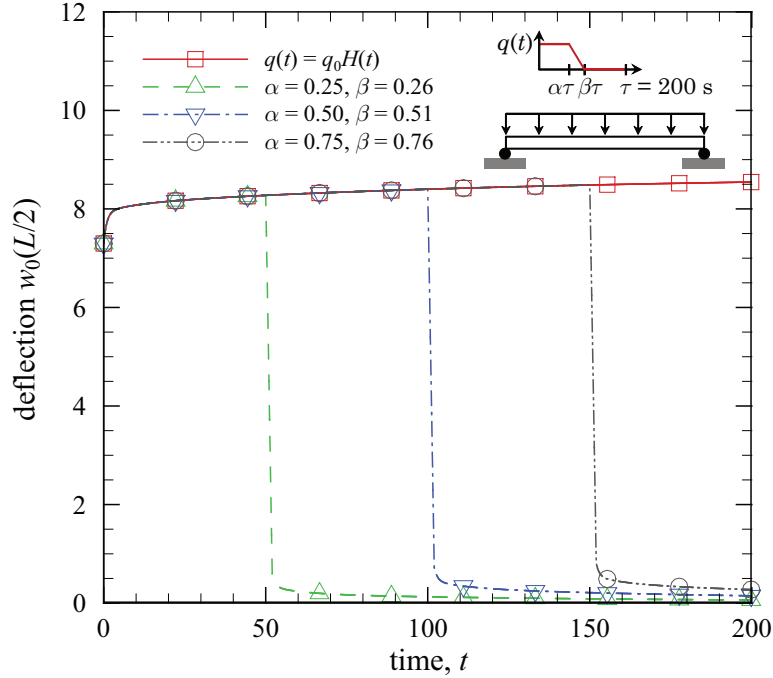 12
10
8
6
4
2
0
deflection w₀(L/2)
0
50
100
150
200
time, t
q(t) = q₀H(t)
α = 0.25, β = 0.26
α = 0.50, β = 0.51
α = 0.75, β = 0.76
q(t)
ατ βτ τ = 200 s